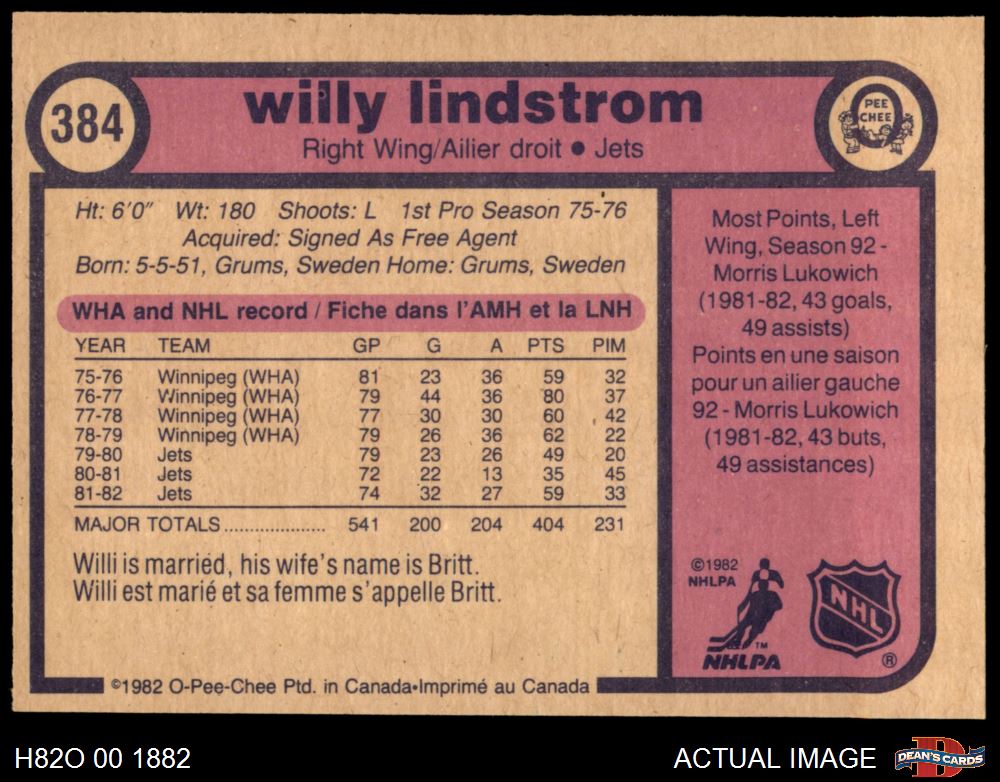 384
willy lindstrom
Right Wing/Ailier droit ● Jets
PEE
CHEE
Ht: 6'0" Wt: 180 Shoots: L 1st Pro Season 75-76
Acquired: Signed As Free Agent
Born: 5-5-51, Grums, Sweden Home: Grums, Sweden
WHA and NHL record / Fiche dans l'AMH et la LNH
YEAR TEAM GP G A PTS PIM
75-76 Winnipeg (WHA) 81 23 36 59 32
76-77 Winnipeg (WHA) 79 44 36 80 37
77-78 Winnipeg (WHA) 77 30 30 60 42
78-79 Winnipeg (WHA) 79 26 36 62 22
79-80 Jets 79 23 26 49 20
80-81 Jets 72 22 13 35 45
81-82 Jets 74 32 27 59 33
MAJOR TOTALS................... 541 200 204 404 231
Willi is married, his wife's name is Britt.
Willi est marié et sa femme s'appelle Britt.
Most Points, Left
Wing, Season 92 -
Morris Lukowich
(1981-82, 43 goals,
49 assists)
Points en une saison
pour un ailier gauche
92 - Morris Lukowich
(1981-82, 43 buts,
49 assistances)
©1982
NHLPA
TM
NHLPA
NHL
®
©1982 O-Pee-Chee Ptd. in Canada•Imprimé au Canada
H82O 00 1882
ACTUAL IMAGE
D
DEAN'S CARDS